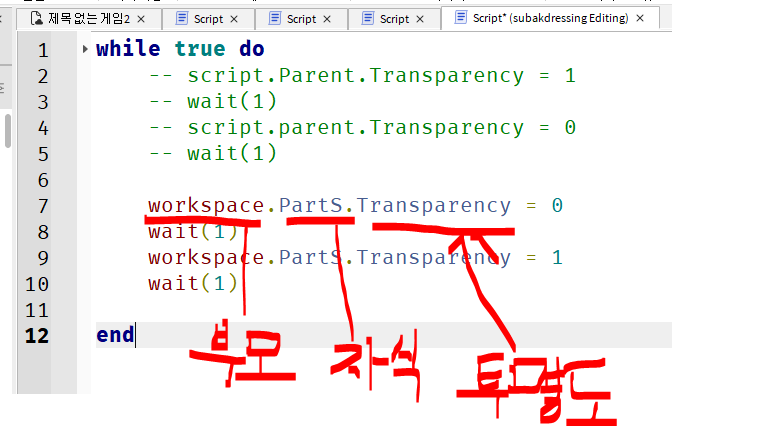 제목 없는 게임2 × Script × Script × Script × Script* (subakdressing Editing) ×
1 while true do
2 -- script.Parent.Transparency = 1
3 -- wait(1)
4 -- script.parent.Transparency = 0
5 -- wait(1)
6
7 workspace.PartS.Transparency = 0
8 wait(1)
9 workspace.PartS.Transparency = 1
10 wait(1)
11
12 end
부모 자식 투명도